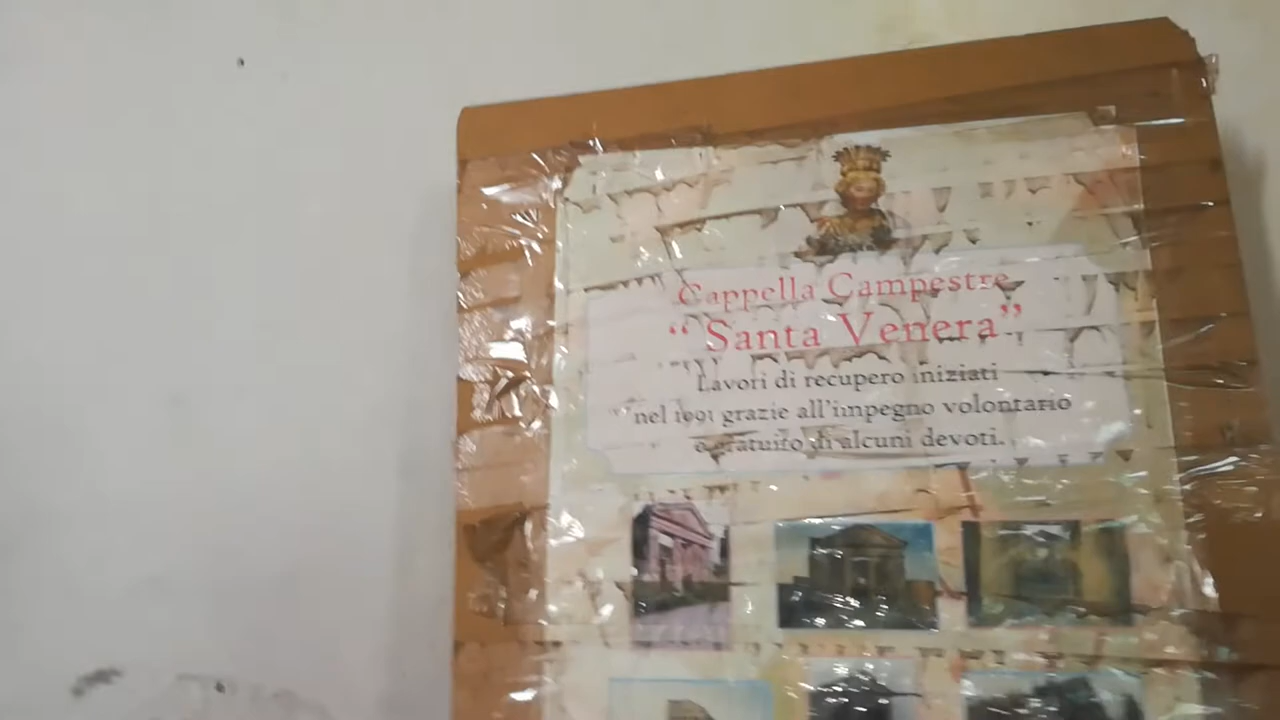 Cappella Campestre
“Santa Venera”
Lavori di recupero iniziati
nel 1991 grazie all'impegno volontario
e gratuito di alcuni devoti.